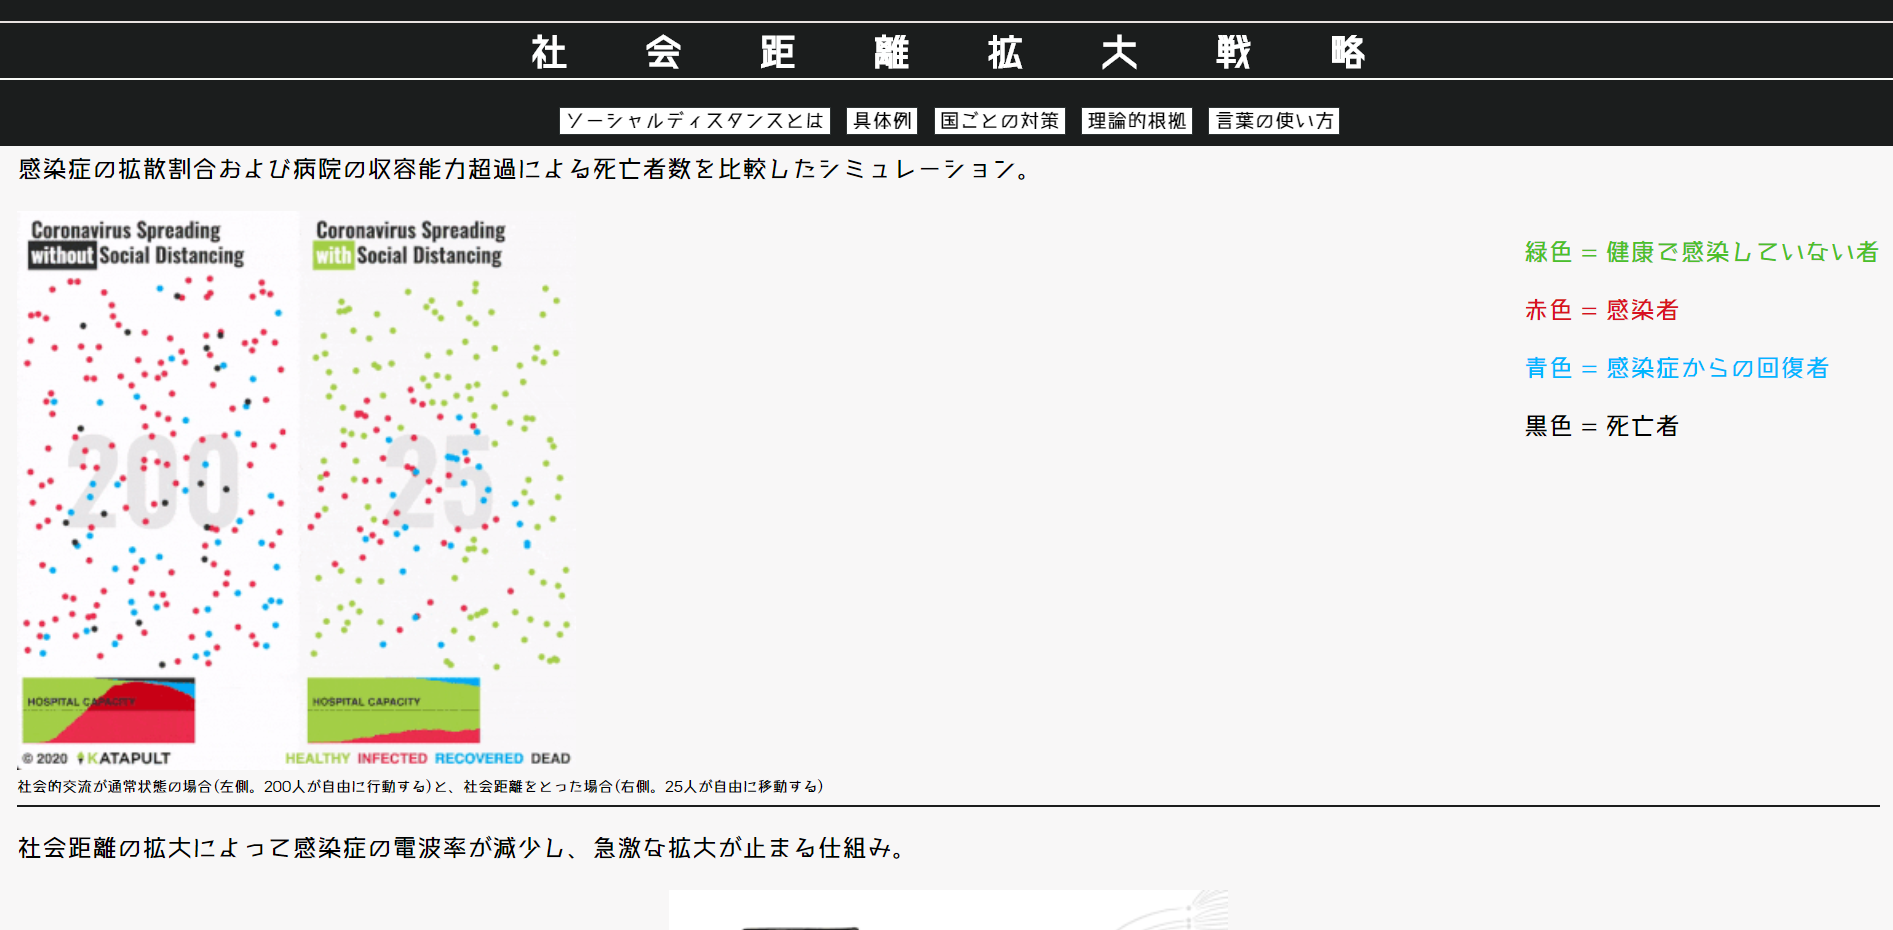 社会距離拡大戦略
ソーシャルディスタンスとは 具体例 国ごとの対策 理論的根拠 言葉の使い方
感染症の拡散割合および病院の収容能力超過による死亡者数を比較したシミュレーション。
Coronavirus Spreading
without Social Distancing
Coronavirus Spreading
with Social Distancing
200
25
HOSPITAL CAPACITY
HOSPITAL CAPACITY
© 2020 KATAPULT
HEALTHY INFECTED RECOVERED DEAD
緑色 = 健康で感染していない者
赤色 = 感染者
青色 = 感染症からの回復者
黒色 = 死亡者
社会的交流が通常状態の場合(左側。200人が自由に行動する)と、社会距離をとった場合(右側。25人が自由に移動する)
社会距離の拡大によって感染症の電波率が減少し、急激な拡大が止まる仕組み。